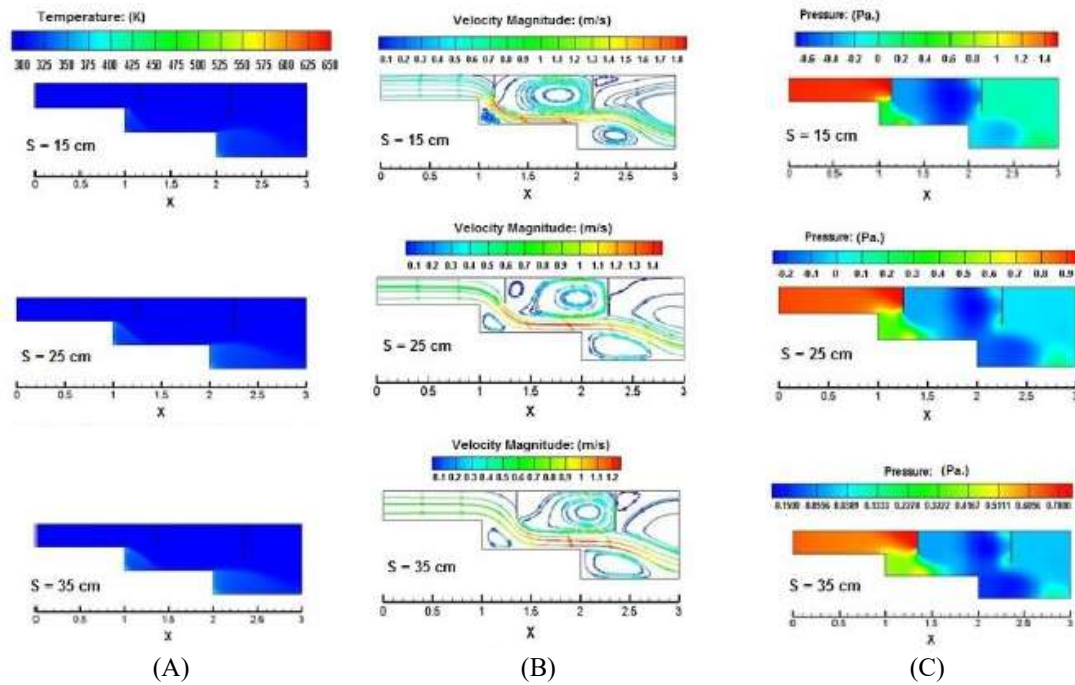 Temperature: (K)
300 325 350 375 400 425 450 475 500 525 550 575 600 625 650
S = 15 cm
0 0.5 1 1.5 2 2.5 3
X
S = 25 cm
0 0.5 1 1.5 2 2.5 3
X
S = 35 cm
0 0.5 1 1.5 2 2.5 3
X
(A)
Velocity Magnitude: (m/s)
0.1 0.2 0.3 0.4 0.5 0.6 0.7 0.8 0.9 1 1.1 1.2 1.3 1.4 1.5 1.6 1.7 1.8
S = 15 cm
0 0.5 1 1.5 2 2.5 3
X
Velocity Magnitude: (m/s)
0.1 0.2 0.3 0.4 0.5 0.6 0.7 0.8 0.9 1 1.1 1.2 1.3 1.4
S = 25 cm
0 0.5 1 1.5 2 2.5 3
X
Velocity Magnitude: (m/s)
0.1 0.2 0.3 0.4 0.5 0.6 0.7 0.8 0.9 1 1.1 1.2
S = 35 cm
0 0.5 1 1.5 2 2.5 3
X
(B)
Pressure: (Pa.)
-0.6 -0.4 -0.2 0 0.2 0.4 0.6 0.8 1 1.2 1.4
S = 15 cm
0 0.5 1 1.5 2 2.5 3
X
Pressure: (Pa.)
-0.2 -0.1 0 0.1 0.2 0.3 0.4 0.5 0.6 0.7 0.8 0.9
S = 25 cm
0 0.5 1 1.5 2 2.5 3
X
Pressure: (Pa.)
S = 35 cm
0 0.5 1 1.5 2 2.5 3
X
(C)